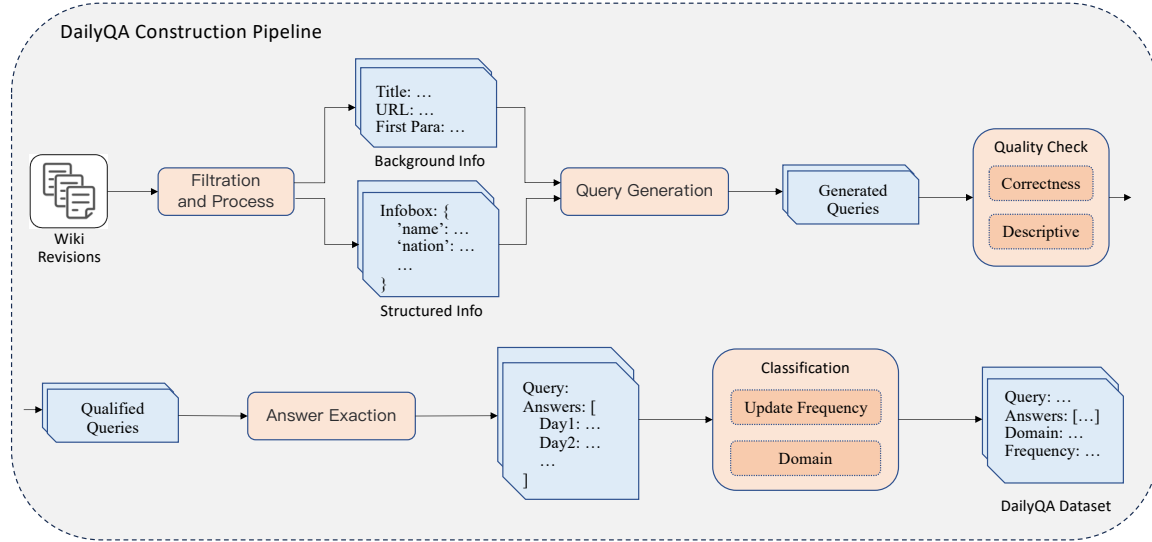 DailyQA Construction Pipeline
Title: …
URL: …
First Para: …
Background Info
Wiki
Revisions
Filtration
and Process
Infobox: {
’name’: …
‘nation’: …
…
}
Structured Info
Query Generation
Generated
Queries
Quality Check
Correctness
Descriptive
Qualified
Queries
Answer Exaction
Query:
Answers: [
Day1: …
Day2: …
…
]
Classification
Update Frequency
Domain
Query: …
Answers: […]
Domain: …
Frequency: …
DailyQA Dataset